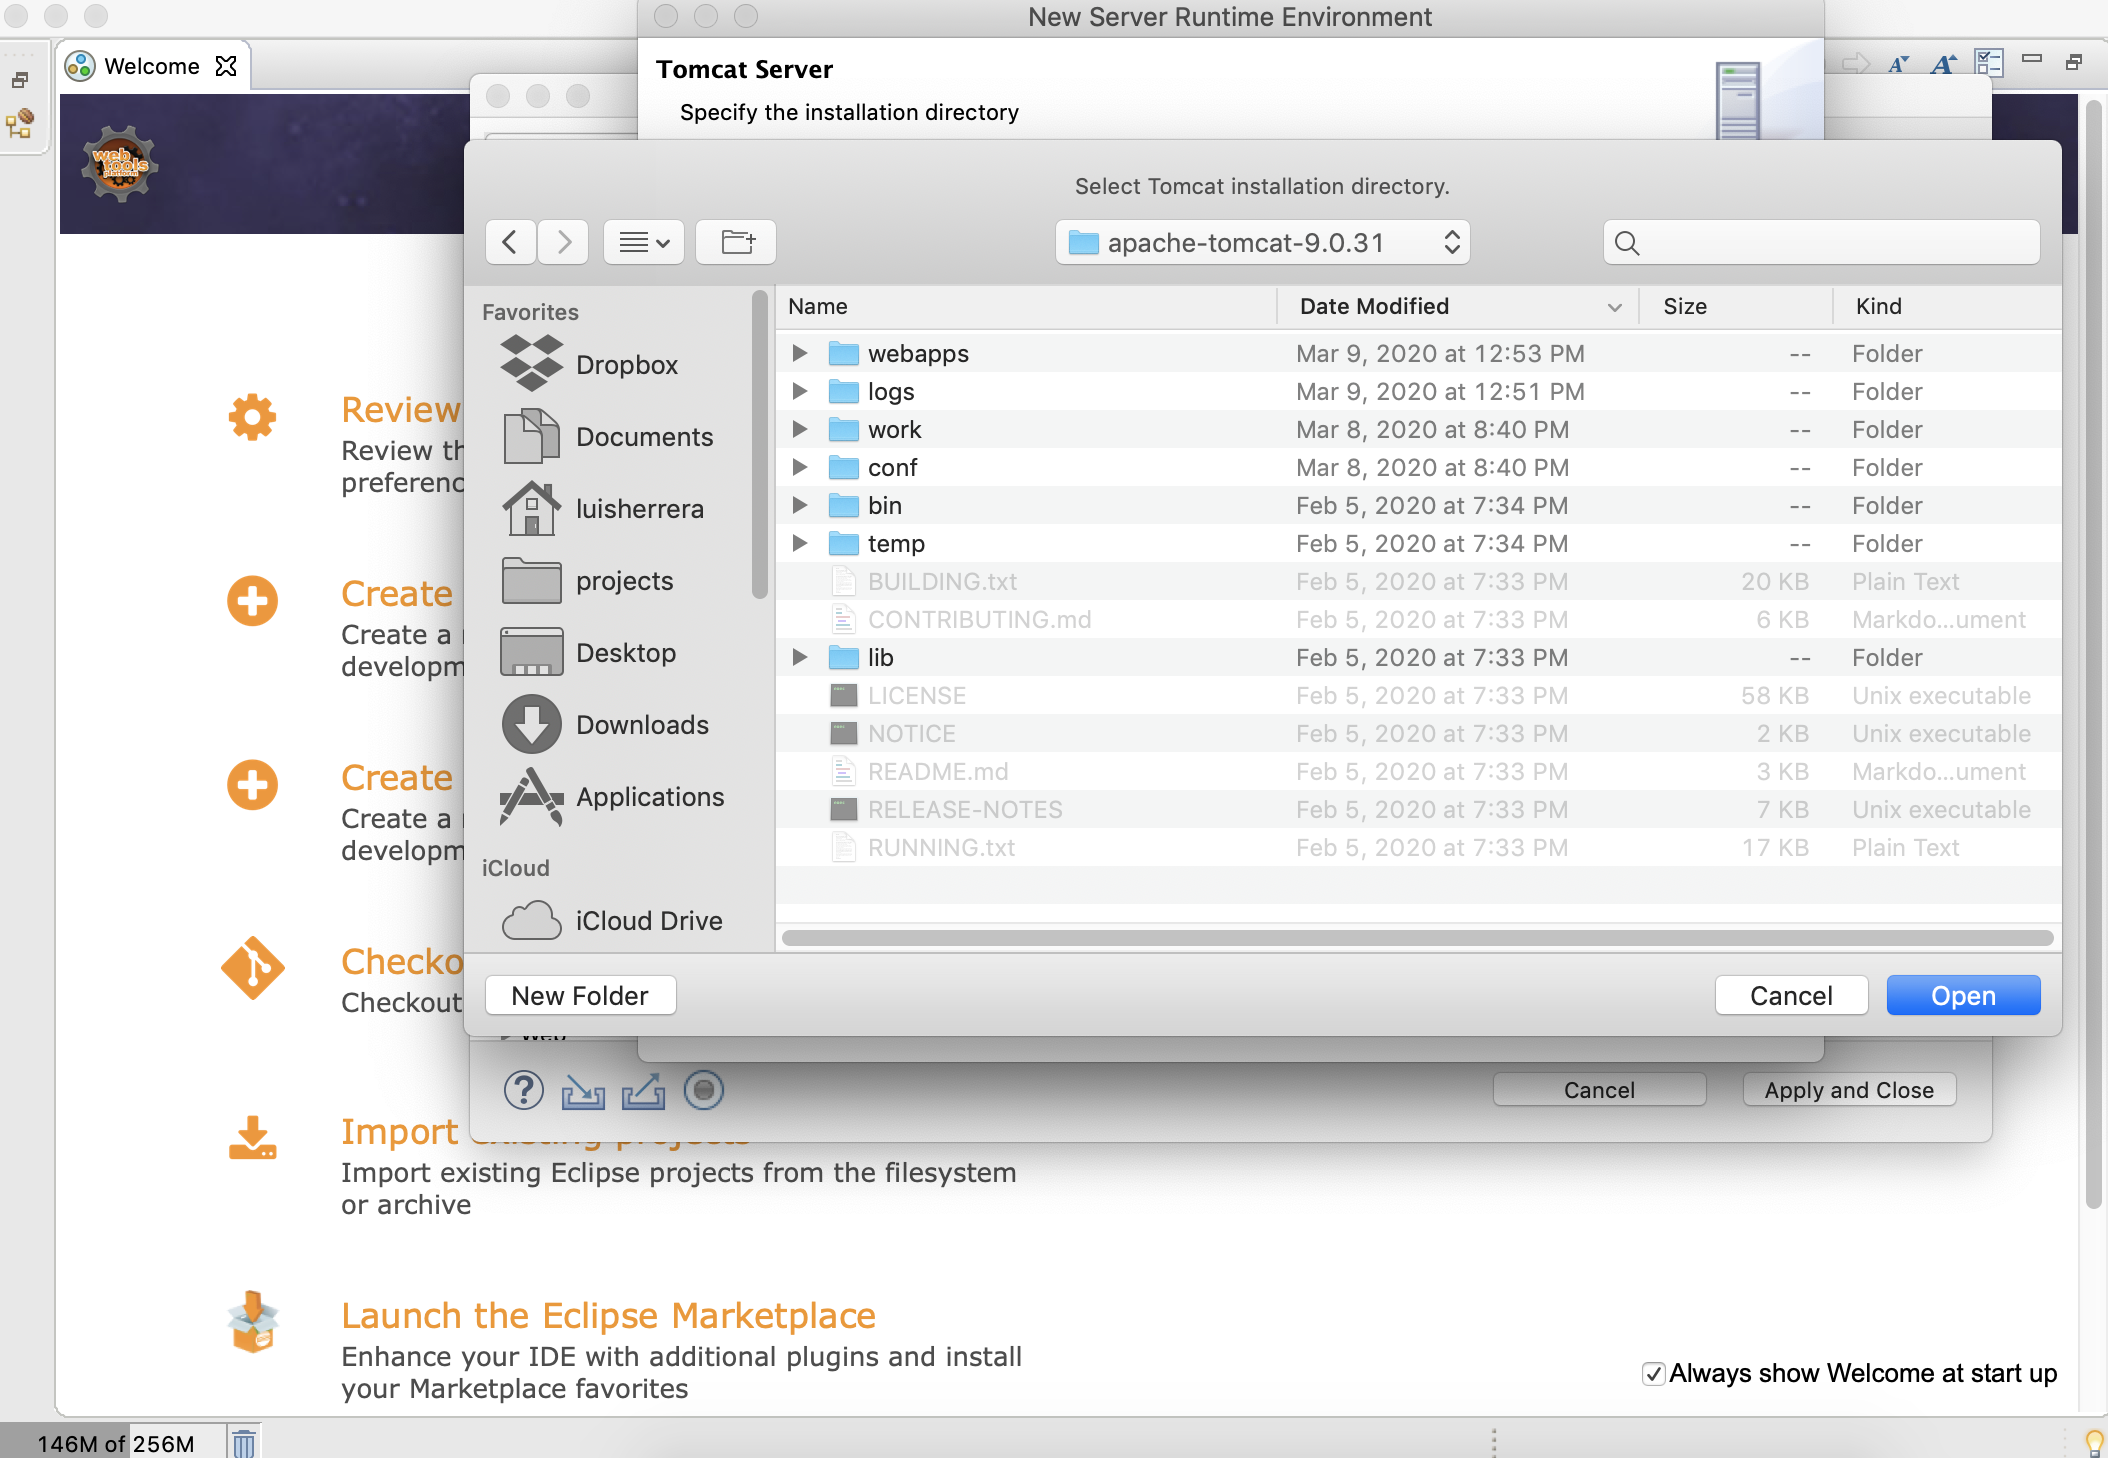 New Server Runtime Environment
Welcome
Tomcat Server
Specify the installation directory
web
tools
platform
Select Tomcat installation directory.
apache-tomcat-9.0.31
Favorites
Dropbox
Documents
luisherrera
projects
Desktop
Downloads
Applications
iCloud
iCloud Drive
Name Date Modified Size Kind
webapps Mar 9, 2020 at 12:53 PM -- Folder
logs Mar 9, 2020 at 12:51 PM -- Folder
work Mar 8, 2020 at 8:40 PM -- Folder
conf Mar 8, 2020 at 8:40 PM -- Folder
bin Feb 5, 2020 at 7:34 PM -- Folder
temp Feb 5, 2020 at 7:34 PM -- Folder
BUILDING.txt Feb 5, 2020 at 7:33 PM 20 KB Plain Text
CONTRIBUTING.md Feb 5, 2020 at 7:33 PM 6 KB Markdo...ument
lib Feb 5, 2020 at 7:33 PM -- Folder
LICENSE Feb 5, 2020 at 7:33 PM 58 KB Unix executable
NOTICE Feb 5, 2020 at 7:33 PM 2 KB Unix executable
README.md Feb 5, 2020 at 7:33 PM 3 KB Markdo...ument
RELEASE-NOTES Feb 5, 2020 at 7:33 PM 7 KB Unix executable
RUNNING.txt Feb 5, 2020 at 7:33 PM 17 KB Plain Text
New Folder Cancel Open
Cancel Apply and Close
Review
Review th
preferenc
Create
Create a
developm
Create
Create a
developm
Checko
Checkout
Import existing projects
Import existing Eclipse projects from the filesystem
or archive
Launch the Eclipse Marketplace
Enhance your IDE with additional plugins and install
your Marketplace favorites
Always show Welcome at start up
146M of 256M